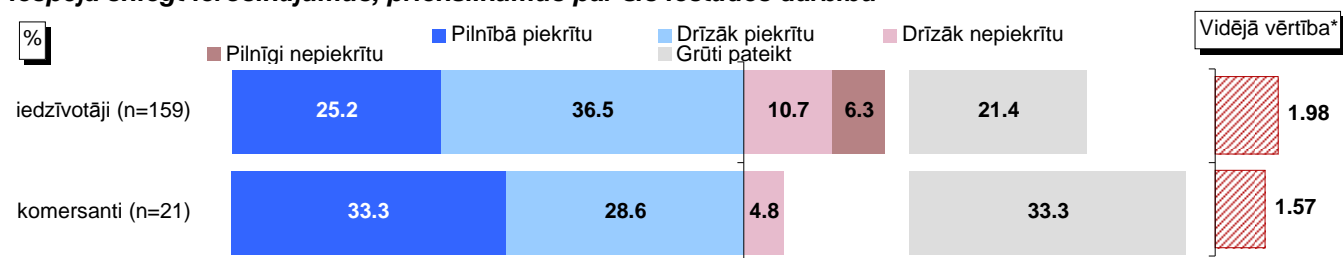 %
Pilnībā piekrītu Drīzāk piekrītu Drīzāk nepiekrītu
Pilnīgi nepiekrītu Grūti pateikt
Vidējā vērtība*
iedzīvotāji (n=159) 25.2 36.5 10.7 6.3 21.4 1.98
komersanti (n=21) 33.3 28.6 4.8 33.3 1.57